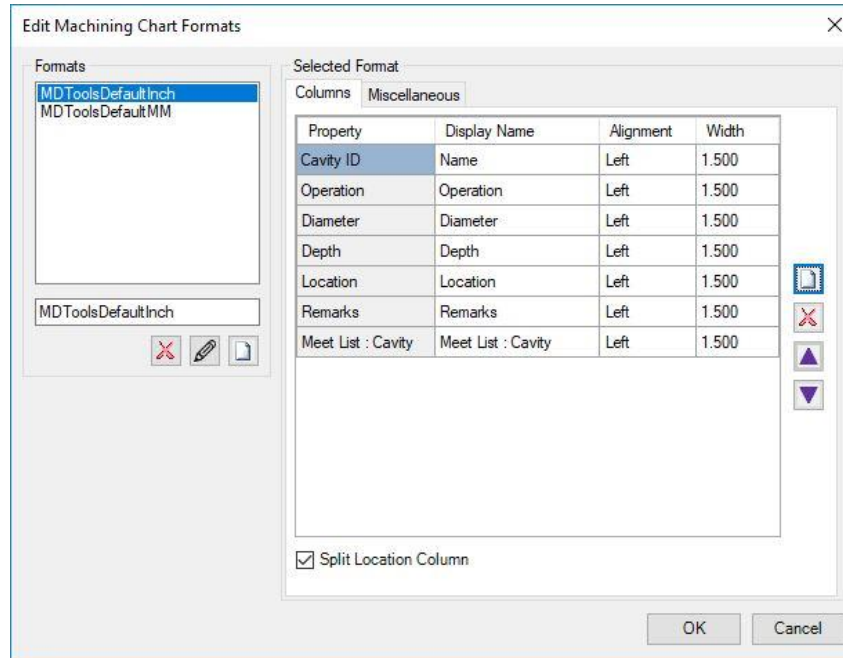 Edit Machining Chart Formats
Formats
MDToolsDefaultInch
MDToolsDefaultMM
MDToolsDefaultInch
Selected Format
Columns Miscellaneous
Property Display Name Alignment Width
Cavity ID Name Left 1.500
Operation Operation Left 1.500
Diameter Diameter Left 1.500
Depth Depth Left 1.500
Location Location Left 1.500
Remarks Remarks Left 1.500
Meet List : Cavity Meet List : Cavity Left 1.500
Split Location Column
OK Cancel